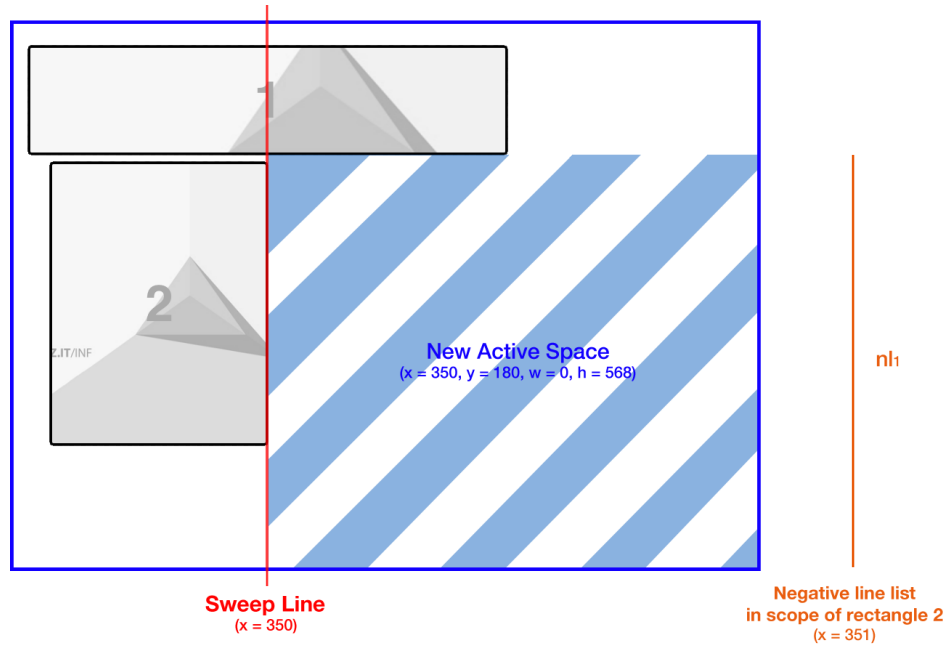 1
2
Z.IT/INF
New Active Space
(x = 350, y = 180, w = 0, h = 568)
nl₁
Sweep Line
(x = 350)
Negative line list
in scope of rectangle 2
(x = 351)